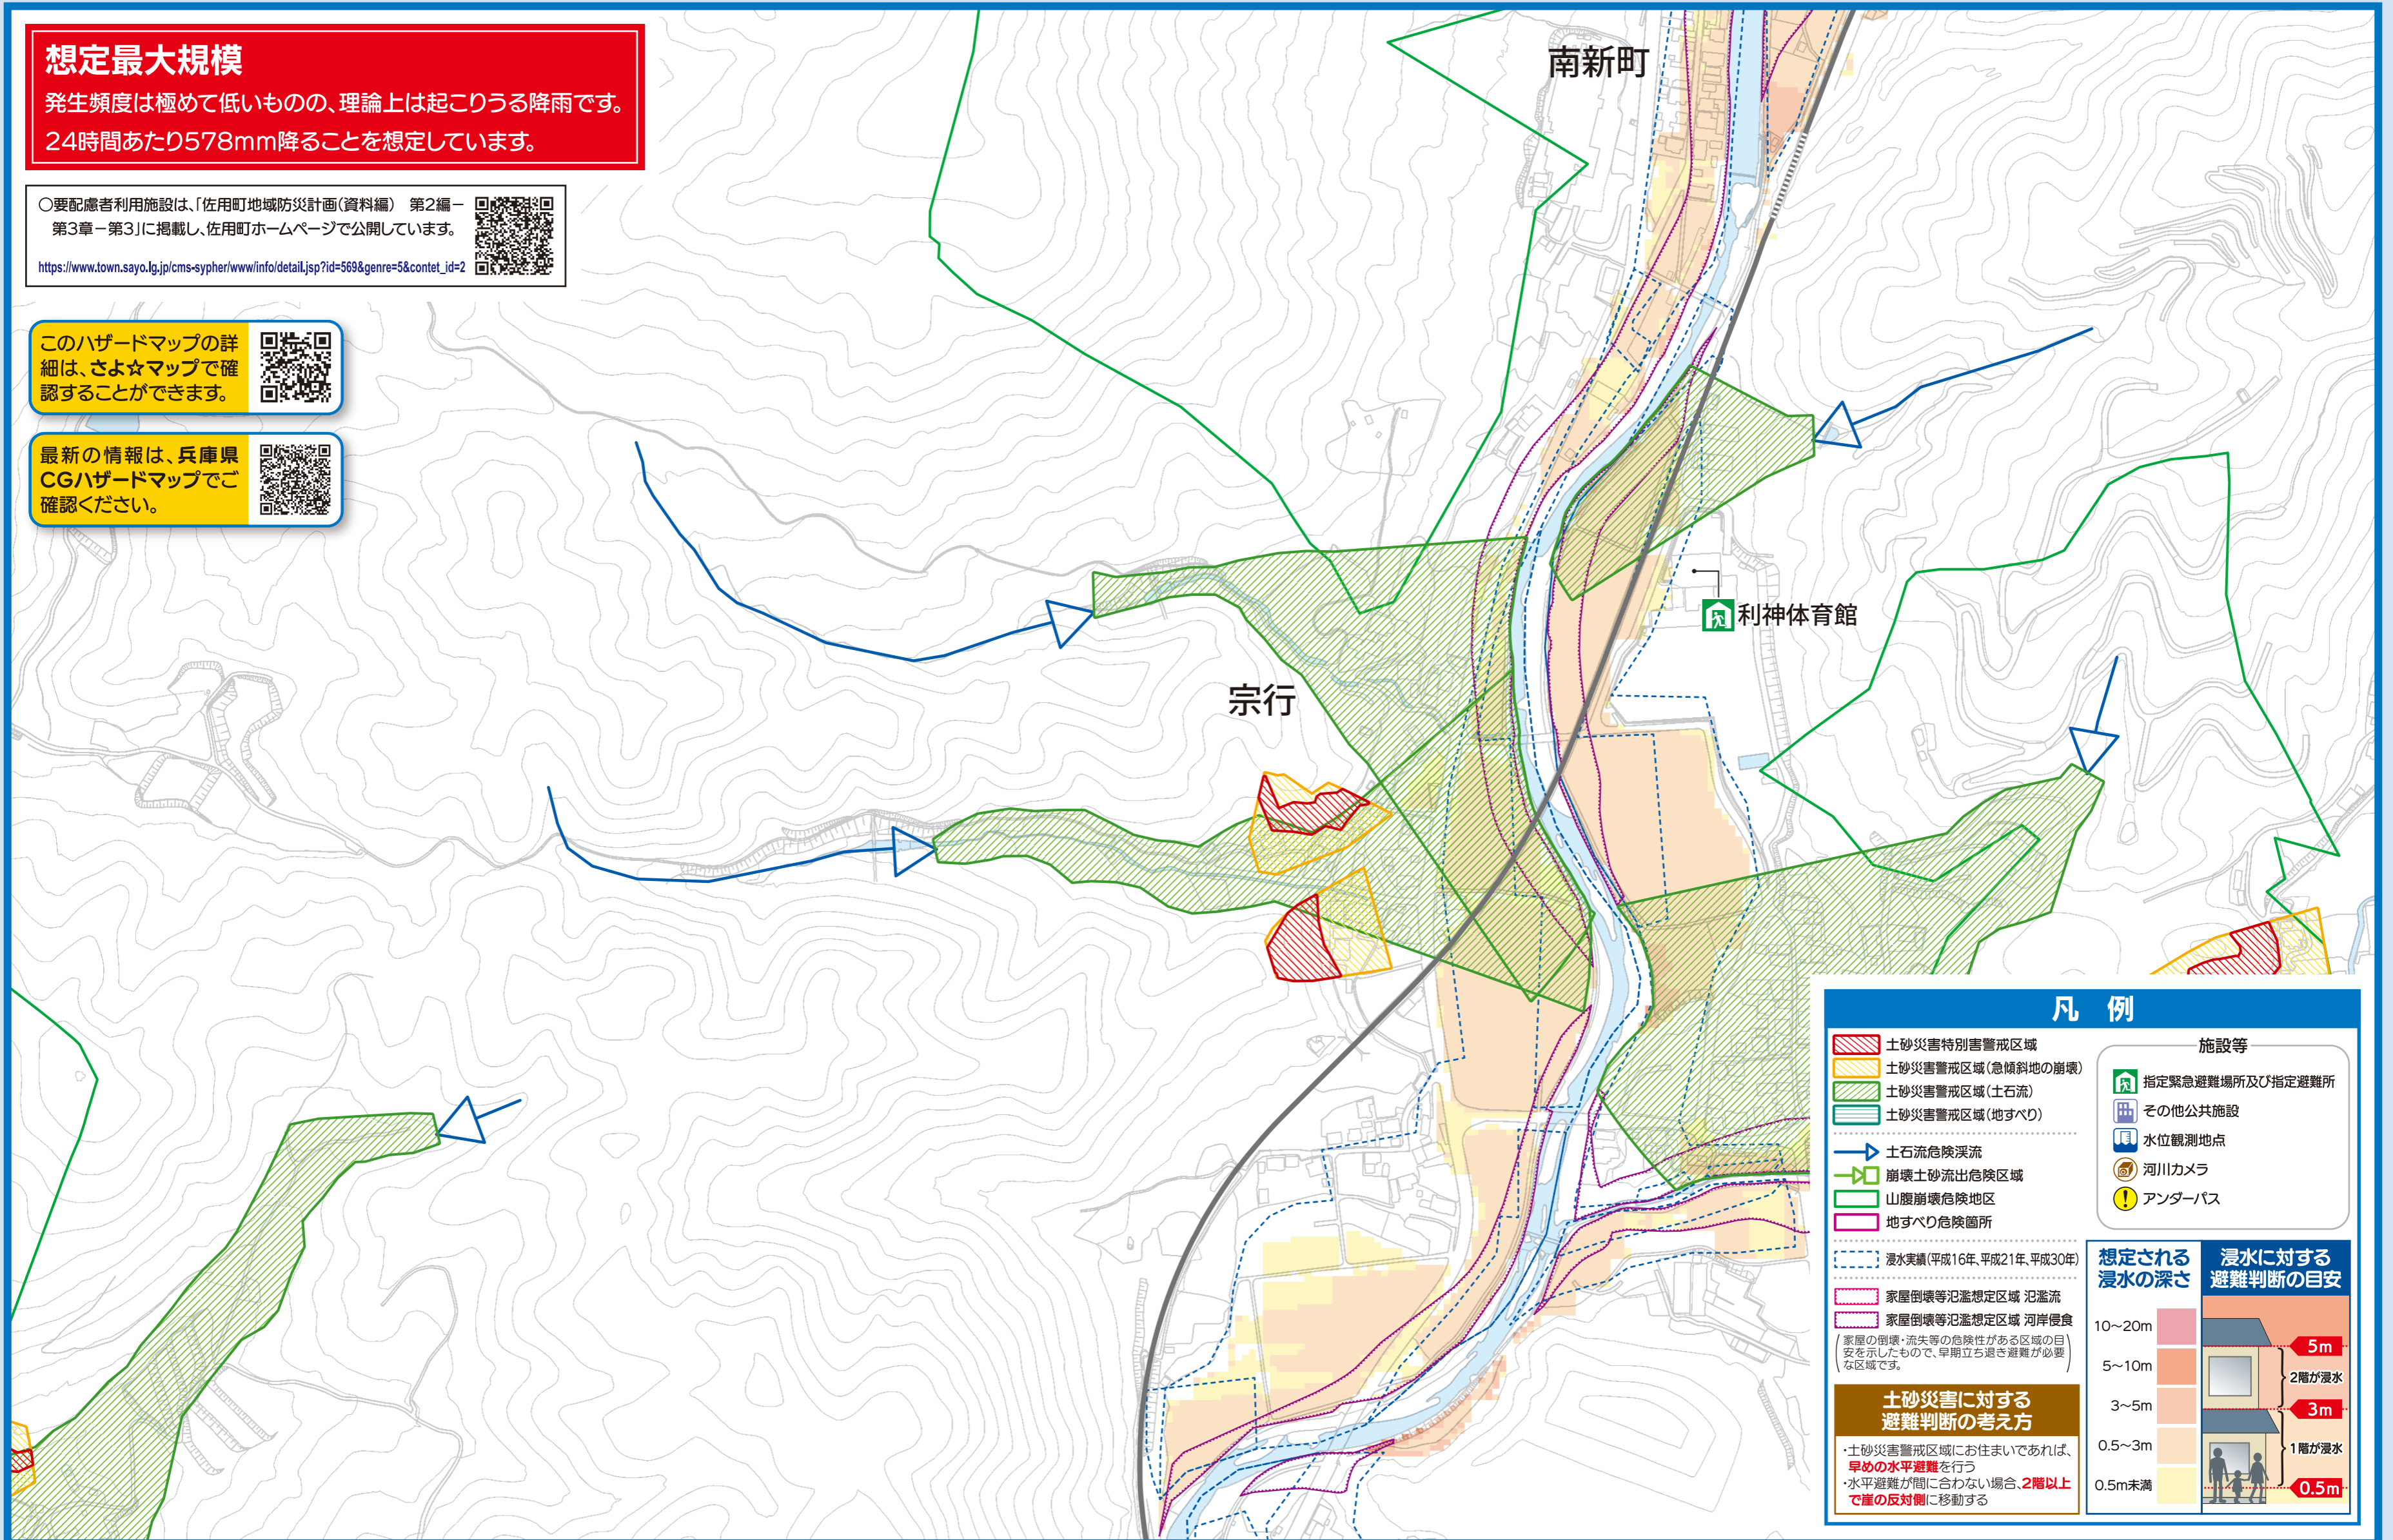 想定最大規模
発生頻度は極めて低いものの、理論上は起こりうる降雨です。
24時間あたり578mm降ることを想定しています。
○要配慮者利用施設は、「佐用町地域防災計画(資料編)　第2編－
第3章－第3」に掲載し、佐用町ホームページで公開しています。
https://www.town.sayo.lg.jp/cms-sypher/www/info/detail.jsp?id=569&genre=5&contet_id=2
このハザードマップの詳
細は、さよ☆マップで確
認することができます。
最新の情報は、兵庫県
CGハザードマップでご
確認ください。
南新町
利神体育館
宗行
凡 例
土砂災害特別害警戒区域
土砂災害警戒区域(急傾斜地の崩壊)
土砂災害警戒区域(土石流)
土砂災害警戒区域(地すべり)
土石流危険渓流
崩壊土砂流出危険区域
山腹崩壊危険地区
地すべり危険箇所
浸水実績(平成16年、平成21年、平成30年)
家屋倒壊等氾濫想定区域 氾濫流
家屋倒壊等氾濫想定区域 河岸侵食
(家屋の倒壊・流失等の危険性がある区域の目
安を示したもので、早期立ち退き避難が必要
な区域です。)
土砂災害に対する
避難判断の考え方
・土砂災害警戒区域にお住まいであれば、
早めの水平避難を行う
・水平避難が間に合わない場合、2階以上
で崖の反対側に移動する
施設等
指定緊急避難場所及び指定避難所
その他公共施設
水位観測地点
河川カメラ
アンダーパス
想定される
浸水の深さ
10～20m
5～10m
3～5m
0.5～3m
0.5m未満
浸水に対する
避難判断の目安
5m
2階が浸水
3m
1階が浸水
0.5m